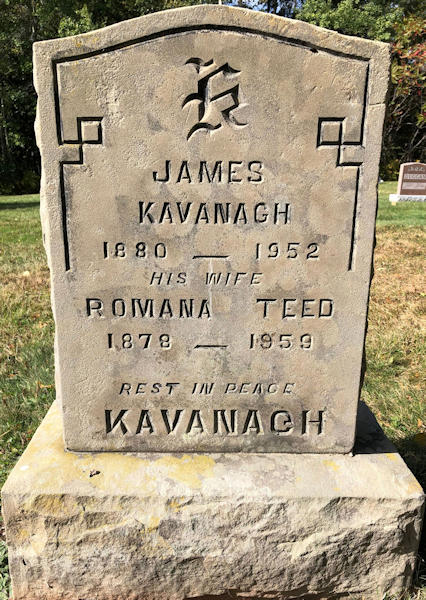 K
JAMES
KAVANAGH
1880 — 1952
HIS WIFE
ROMANA TEED
1878 — 1959
REST IN PEACE
KAVANAGH